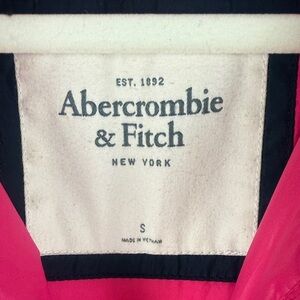 EST. 1892
Abercrombie
& Fitch
NEW YORK
S
MADE IN VIETNAM